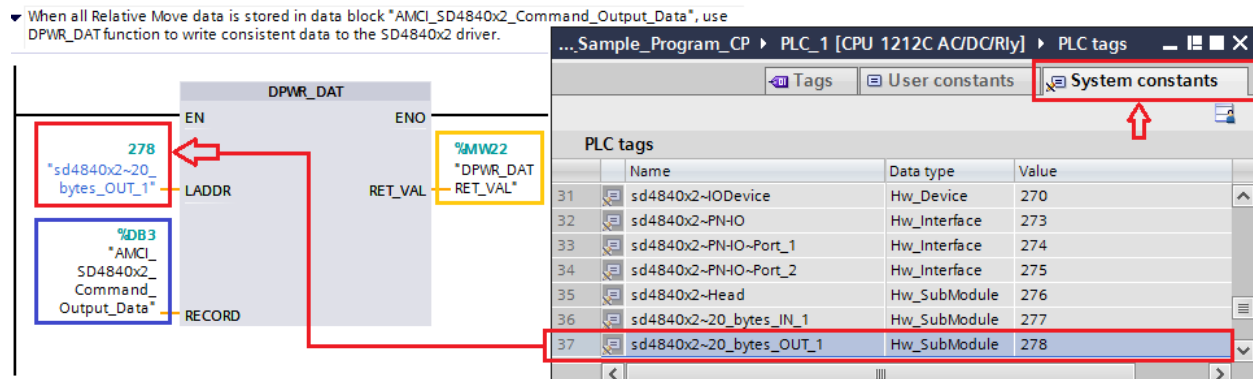 When all Relative Move data is stored in data block "AMCI_SD4840x2_Command_Output_Data", use
DPWR_DAT function to write consistent data to the SD4840x2 driver.
DPWR_DAT
EN ENO
278
"sd4840x2~20_
bytes_OUT_1"
LADDR
RET_VAL
%MW22
"DPWR_DAT
RET_VAL"
%DB3
"AMCI_
SD4840x2_
Command_
Output_Data"
RECORD
..._Sample_Program_CP ▸ PLC_1 [CPU 1212C AC/DC/Rly] ▸ PLC tags
Tags User constants System constants
PLC tags
Name Data type Value
31 sd4840x2~IODevice Hw_Device 270
32 sd4840x2~PN-IO Hw_Interface 273
33 sd4840x2~PN-IO~Port_1 Hw_Interface 274
34 sd4840x2~PN-IO~Port_2 Hw_Interface 275
35 sd4840x2~Head Hw_SubModule 276
36 sd4840x2~20_bytes_IN_1 Hw_SubModule 277
37 sd4840x2~20_bytes_OUT_1 Hw_SubModule 278